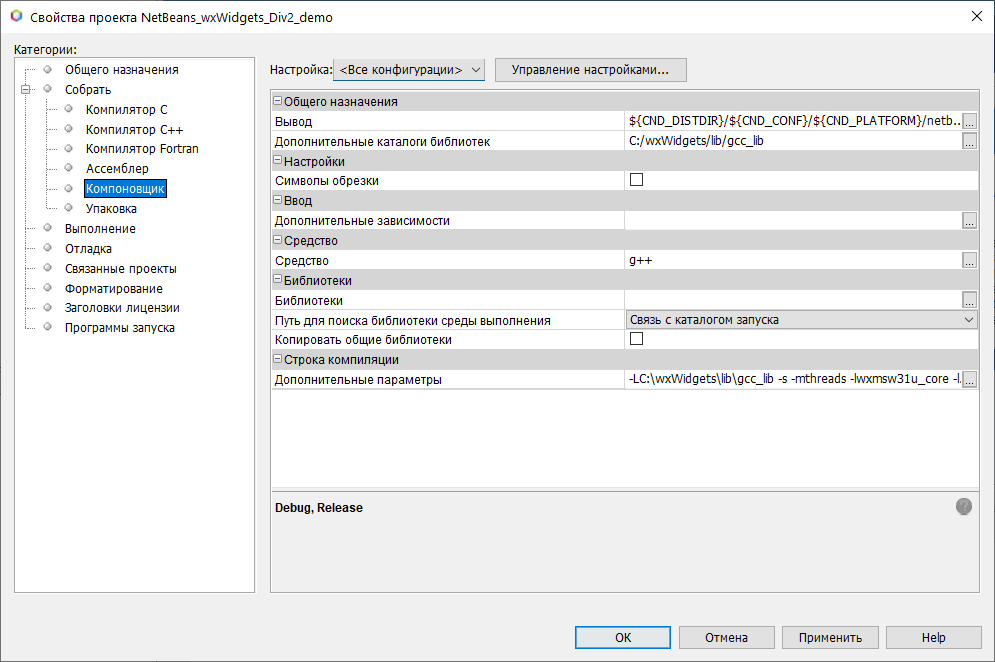 Свойства проекта NetBeans_wxWidgets_Div2_demo
Категории:
Общего назначения
Собрать
Компилятор C
Компилятор C++
Компилятор Fortran
Ассемблер
Компоновщик
Упаковка
Выполнение
Отладка
Связанные проекты
Форматирование
Заголовки лицензии
Программы запуска
Настройка: <Все конфигурации> Управление настройками...
Общего назначения
Вывод ${CND_DISTDIR}/${CND_CONF}/${CND_PLATFORM}/netb... ...
Дополнительные каталоги библиотек C:/wxWidgets/lib/gcc_lib ...
Настройки
Символы обрезки
Ввод
Дополнительные зависимости ...
Средство
Средство g++ ...
Библиотеки
Библиотеки ...
Путь для поиска библиотеки среды выполнения Связь с каталогом запуска
Копировать общие библиотеки
Строка компиляции
Дополнительные параметры -LC:\wxWidgets\lib\gcc_lib -s -mthreads -lwxmsw31u_core -l... ...
Debug, Release
?
OK Отмена Применить Help